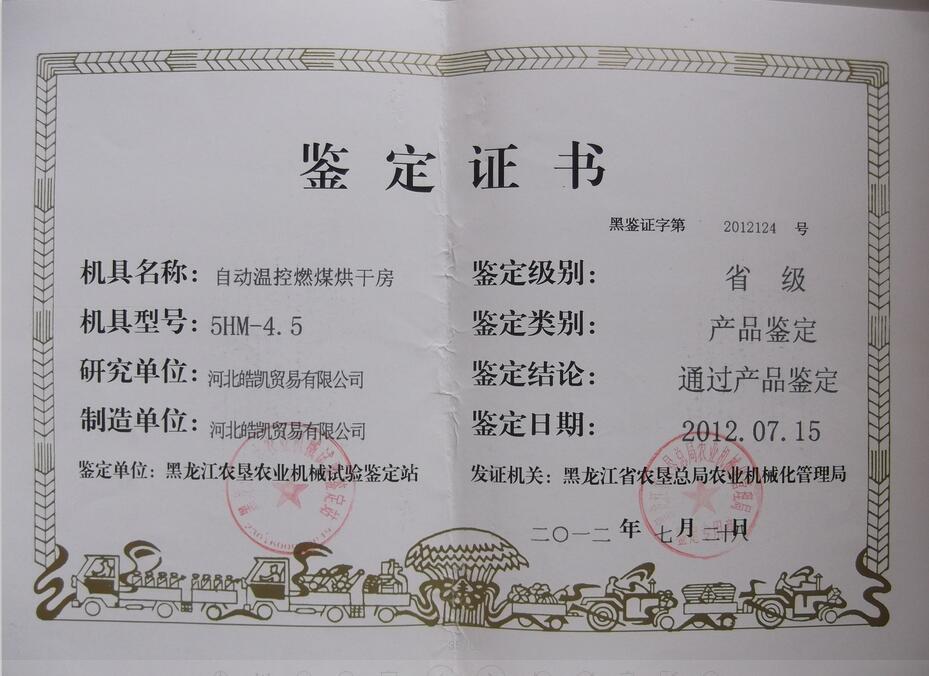 鉴定证书
黑鉴证字第 2012124 号
机具名称：自动温控燃煤烘干房
机具型号：5HM-4.5
研究单位：河北皓凯贸易有限公司
制造单位：河北皓凯贸易有限公司
鉴定单位：黑龙江农垦农业机械试验鉴定站
鉴定级别：省 级
鉴定类别：产品鉴定
鉴定结论：通过产品鉴定
鉴定日期：2012.07.15
发证机关：黑龙江省农垦总局农业机械化管理局
二〇一二 年 七 月 二十八日